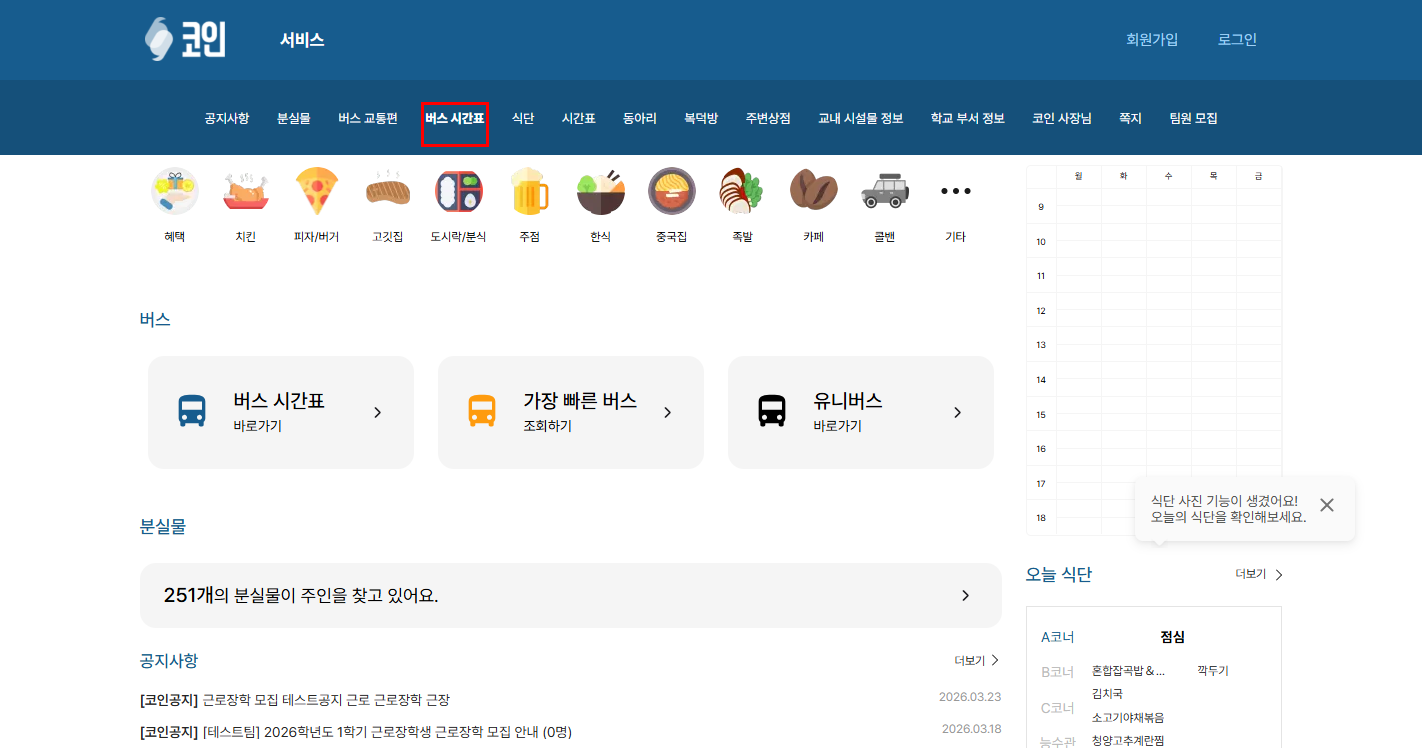 코인 서비스 회원가입 로그인
공지사항 분실물 버스 교통편 버스 시간표 식단 시간표 동아리 복덕방 주변상점 교내 시설물 정보 학교 부서 정보 코인 사장님 쪽지 팀원 모집
혜택 치킨 피자/버거 고깃집 도시락/분식 주점 한식 중국집 족발 카페 콜밴 기타
버스
버스 시간표
바로가기
가장 빠른 버스
조회하기
유니버스
바로가기
분실물
251개의 분실물이 주인을 찾고 있어요.
공지사항 더보기
[코인공지] 근로장학 모집 테스트공지 근로 근로장학 근장 2026.03.23
[코인공지] [테스트팀] 2026학년도 1학기 근로장학생 근로장학 모집 안내 (0명) 2026.03.18
월 화 수 목 금
9
10
11
12
13
14
15
16
17
18
식단 사진 기능이 생겼어요!
오늘의 식단을 확인해보세요.
오늘 식단 더보기
A코너 점심
B코너 혼합잡곡밥 & ... 깍두기
김치국
C코너
소고기야채볶음
능수관 청양고추계란찜